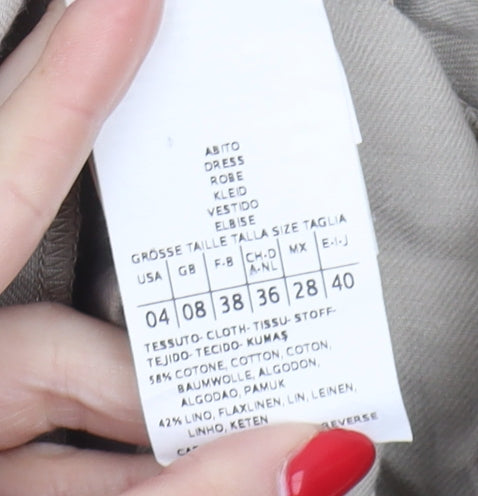 ABITO
DRESS
ROBE
KLEID
VESTIDO
ELBISE
GRÖSSE TAILLE TALLA SIZE TAGLIA
USA GB F-B CH-D A-NL MX E-I-J
04 08 38 36 28 40
TESSUTO- CLOTH- TISSU- STOFF-
TEJIDO- TECIDO- KUMAŞ
58% COTONE, COTTON, COTON,
BAUMWOLLE, ALGODON,
ALGODAO, PAMUK
42% LINO, FLAXLINEN, LIN, LEINEN,
LINHO, KETEN
REVERSE